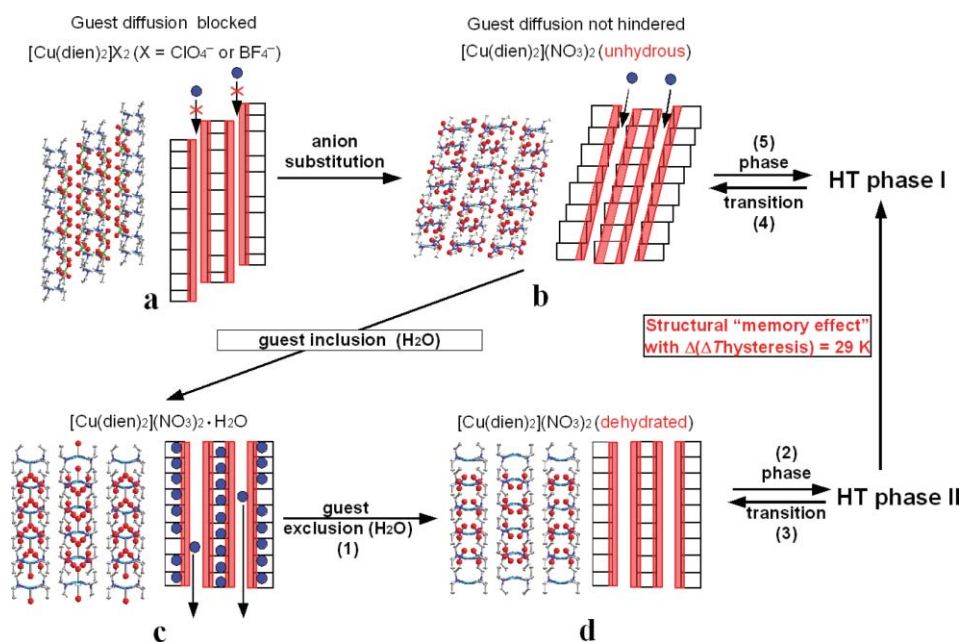 Guest diffusion blocked
[Cu(dien)₂]X₂ (X = ClO₄⁻ or BF₄⁻)
Guest diffusion not hindered
[Cu(dien)₂](NO₃)₂ (unhydrous)
anion
substitution
(5)
phase
transition
(4)
HT phase I
a
b
guest inclusion (H₂O)
Structural “memory effect”
with Δ(ΔThysteresis) = 29 K
[Cu(dien)₂](NO₃)₂ · H₂O
[Cu(dien)₂](NO₃)₂ (dehydrated)
guest
exclusion (H₂O)
(1)
(2)
phase
transition
(3)
HT phase II
c
d